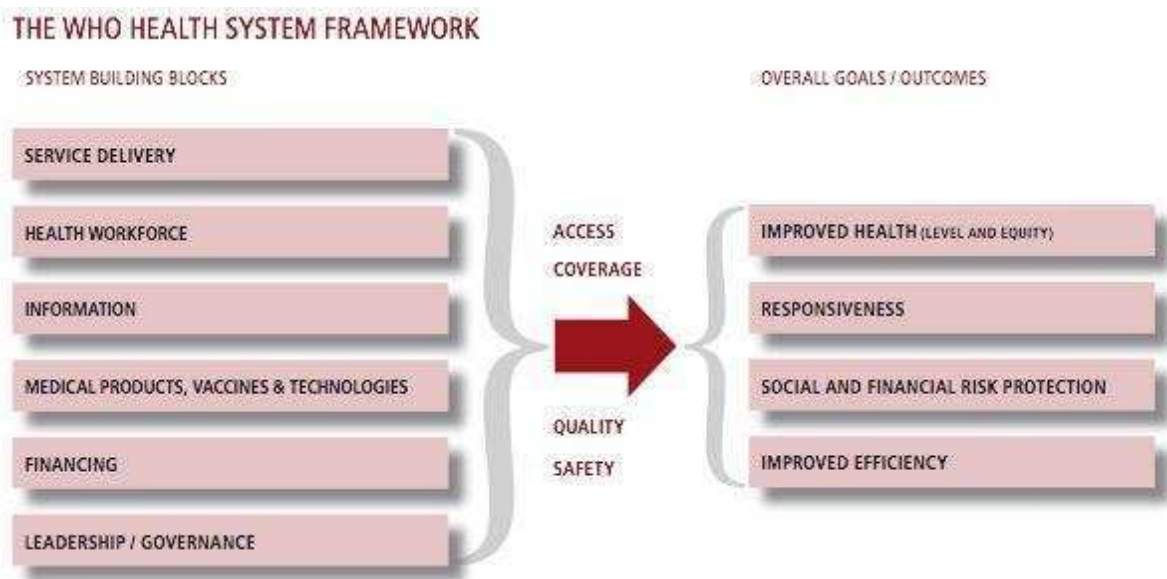 THE WHO HEALTH SYSTEM FRAMEWORK
SYSTEM BUILDING BLOCKS
SERVICE DELIVERY
HEALTH WORKFORCE
INFORMATION
MEDICAL PRODUCTS, VACCINES & TECHNOLOGIES
FINANCING
LEADERSHIP / GOVERNANCE
ACCESS
COVERAGE
QUALITY
SAFETY
OVERALL GOALS / OUTCOMES
IMPROVED HEALTH (LEVEL AND EQUITY)
RESPONSIVENESS
SOCIAL AND FINANCIAL RISK PROTECTION
IMPROVED EFFICIENCY